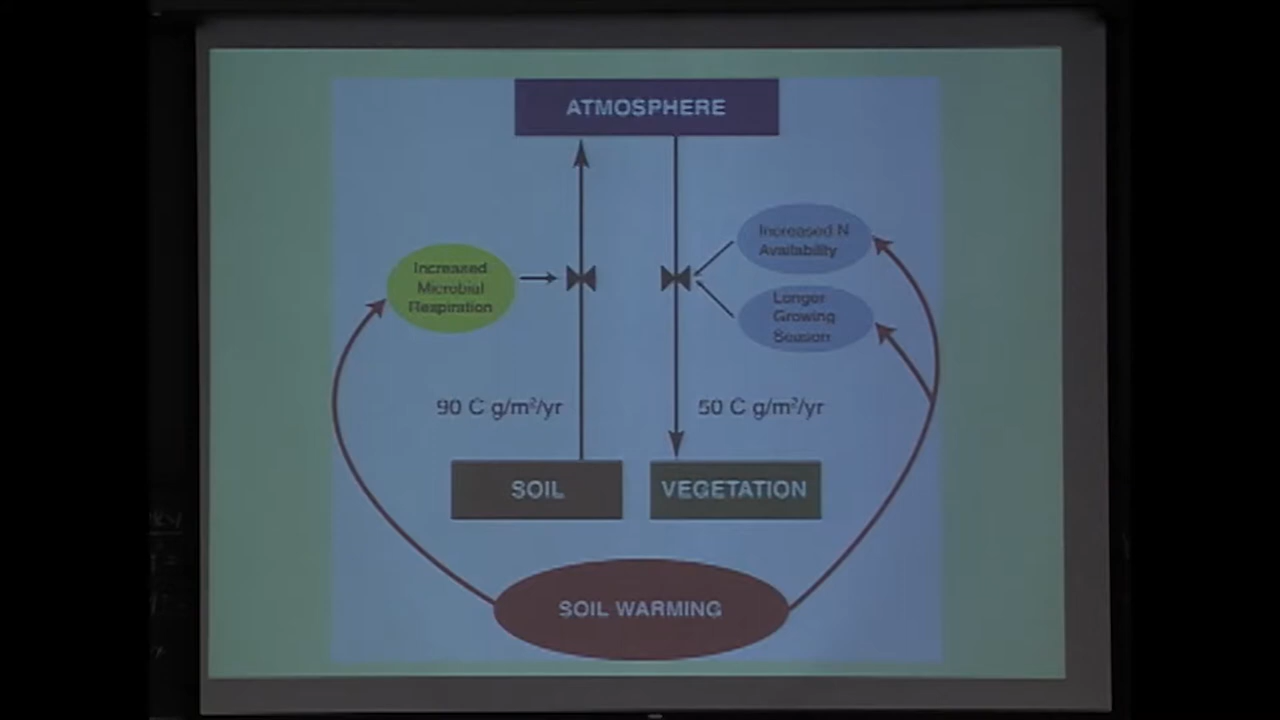 ATMOSPHERE
Increased N
Availability
Increased
Microbial
Respiration
Longer
Growing
Season
90 C g/m²/yr
50 C g/m²/yr
SOIL
VEGETATION
SOIL WARMING